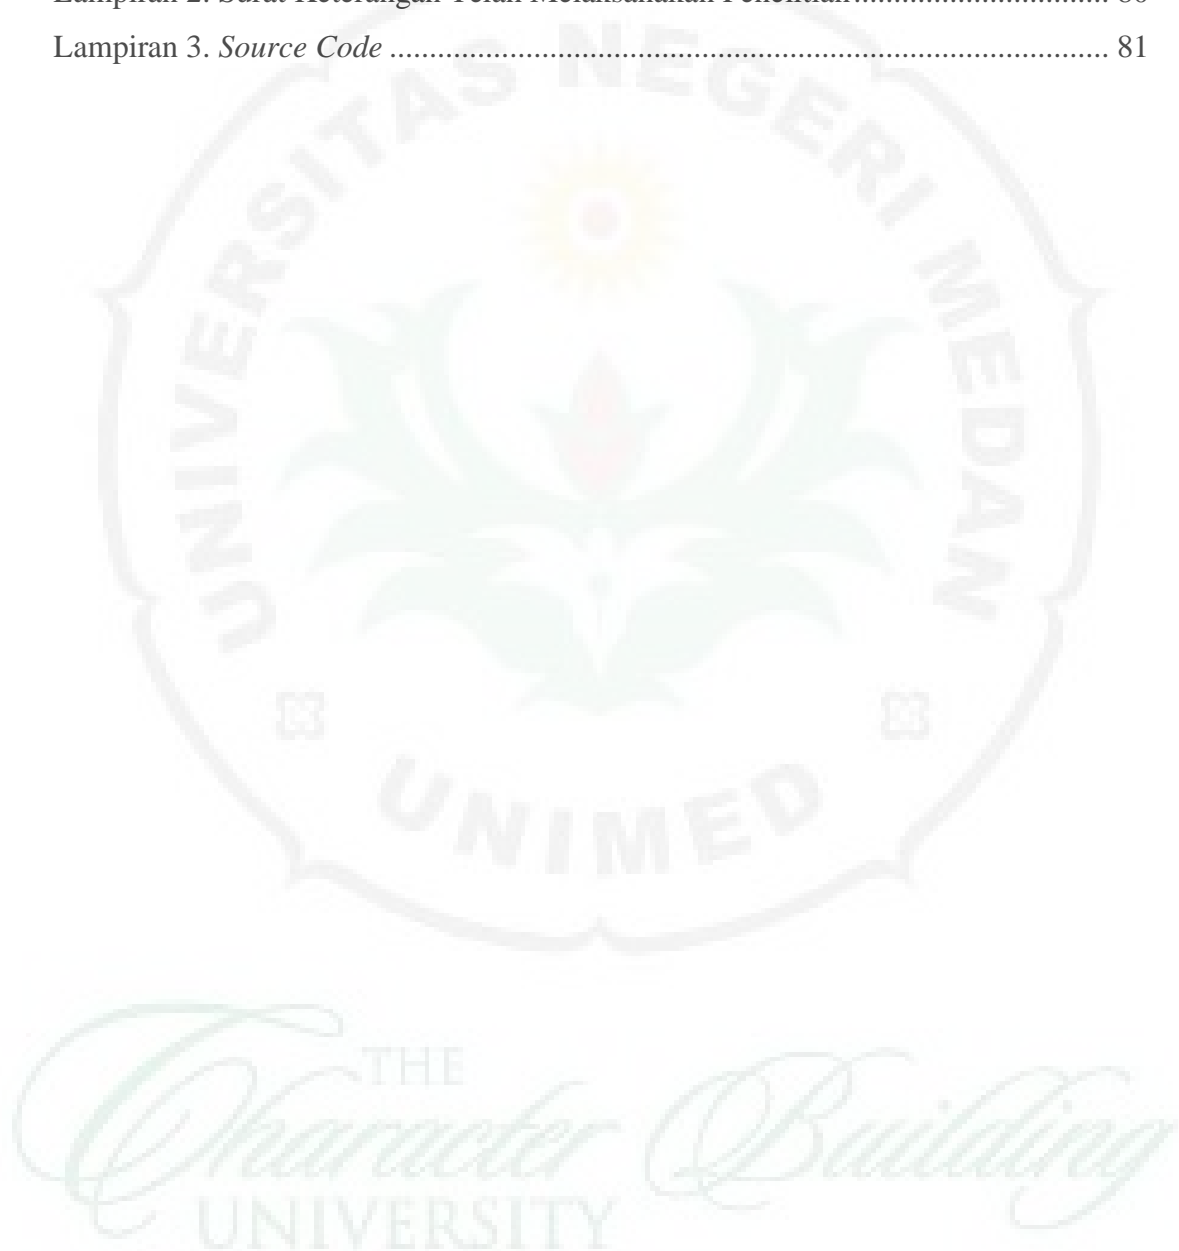 Lampiran 2. Surat Keterangan Telah Melaksanakan Penelitian................................ 80
Lampiran 3. Source Code .......................................................................................... 81
UNIVERSITAS NEGERI MEDAN
UNIMED
THE
Character Building
UNIVERSITY